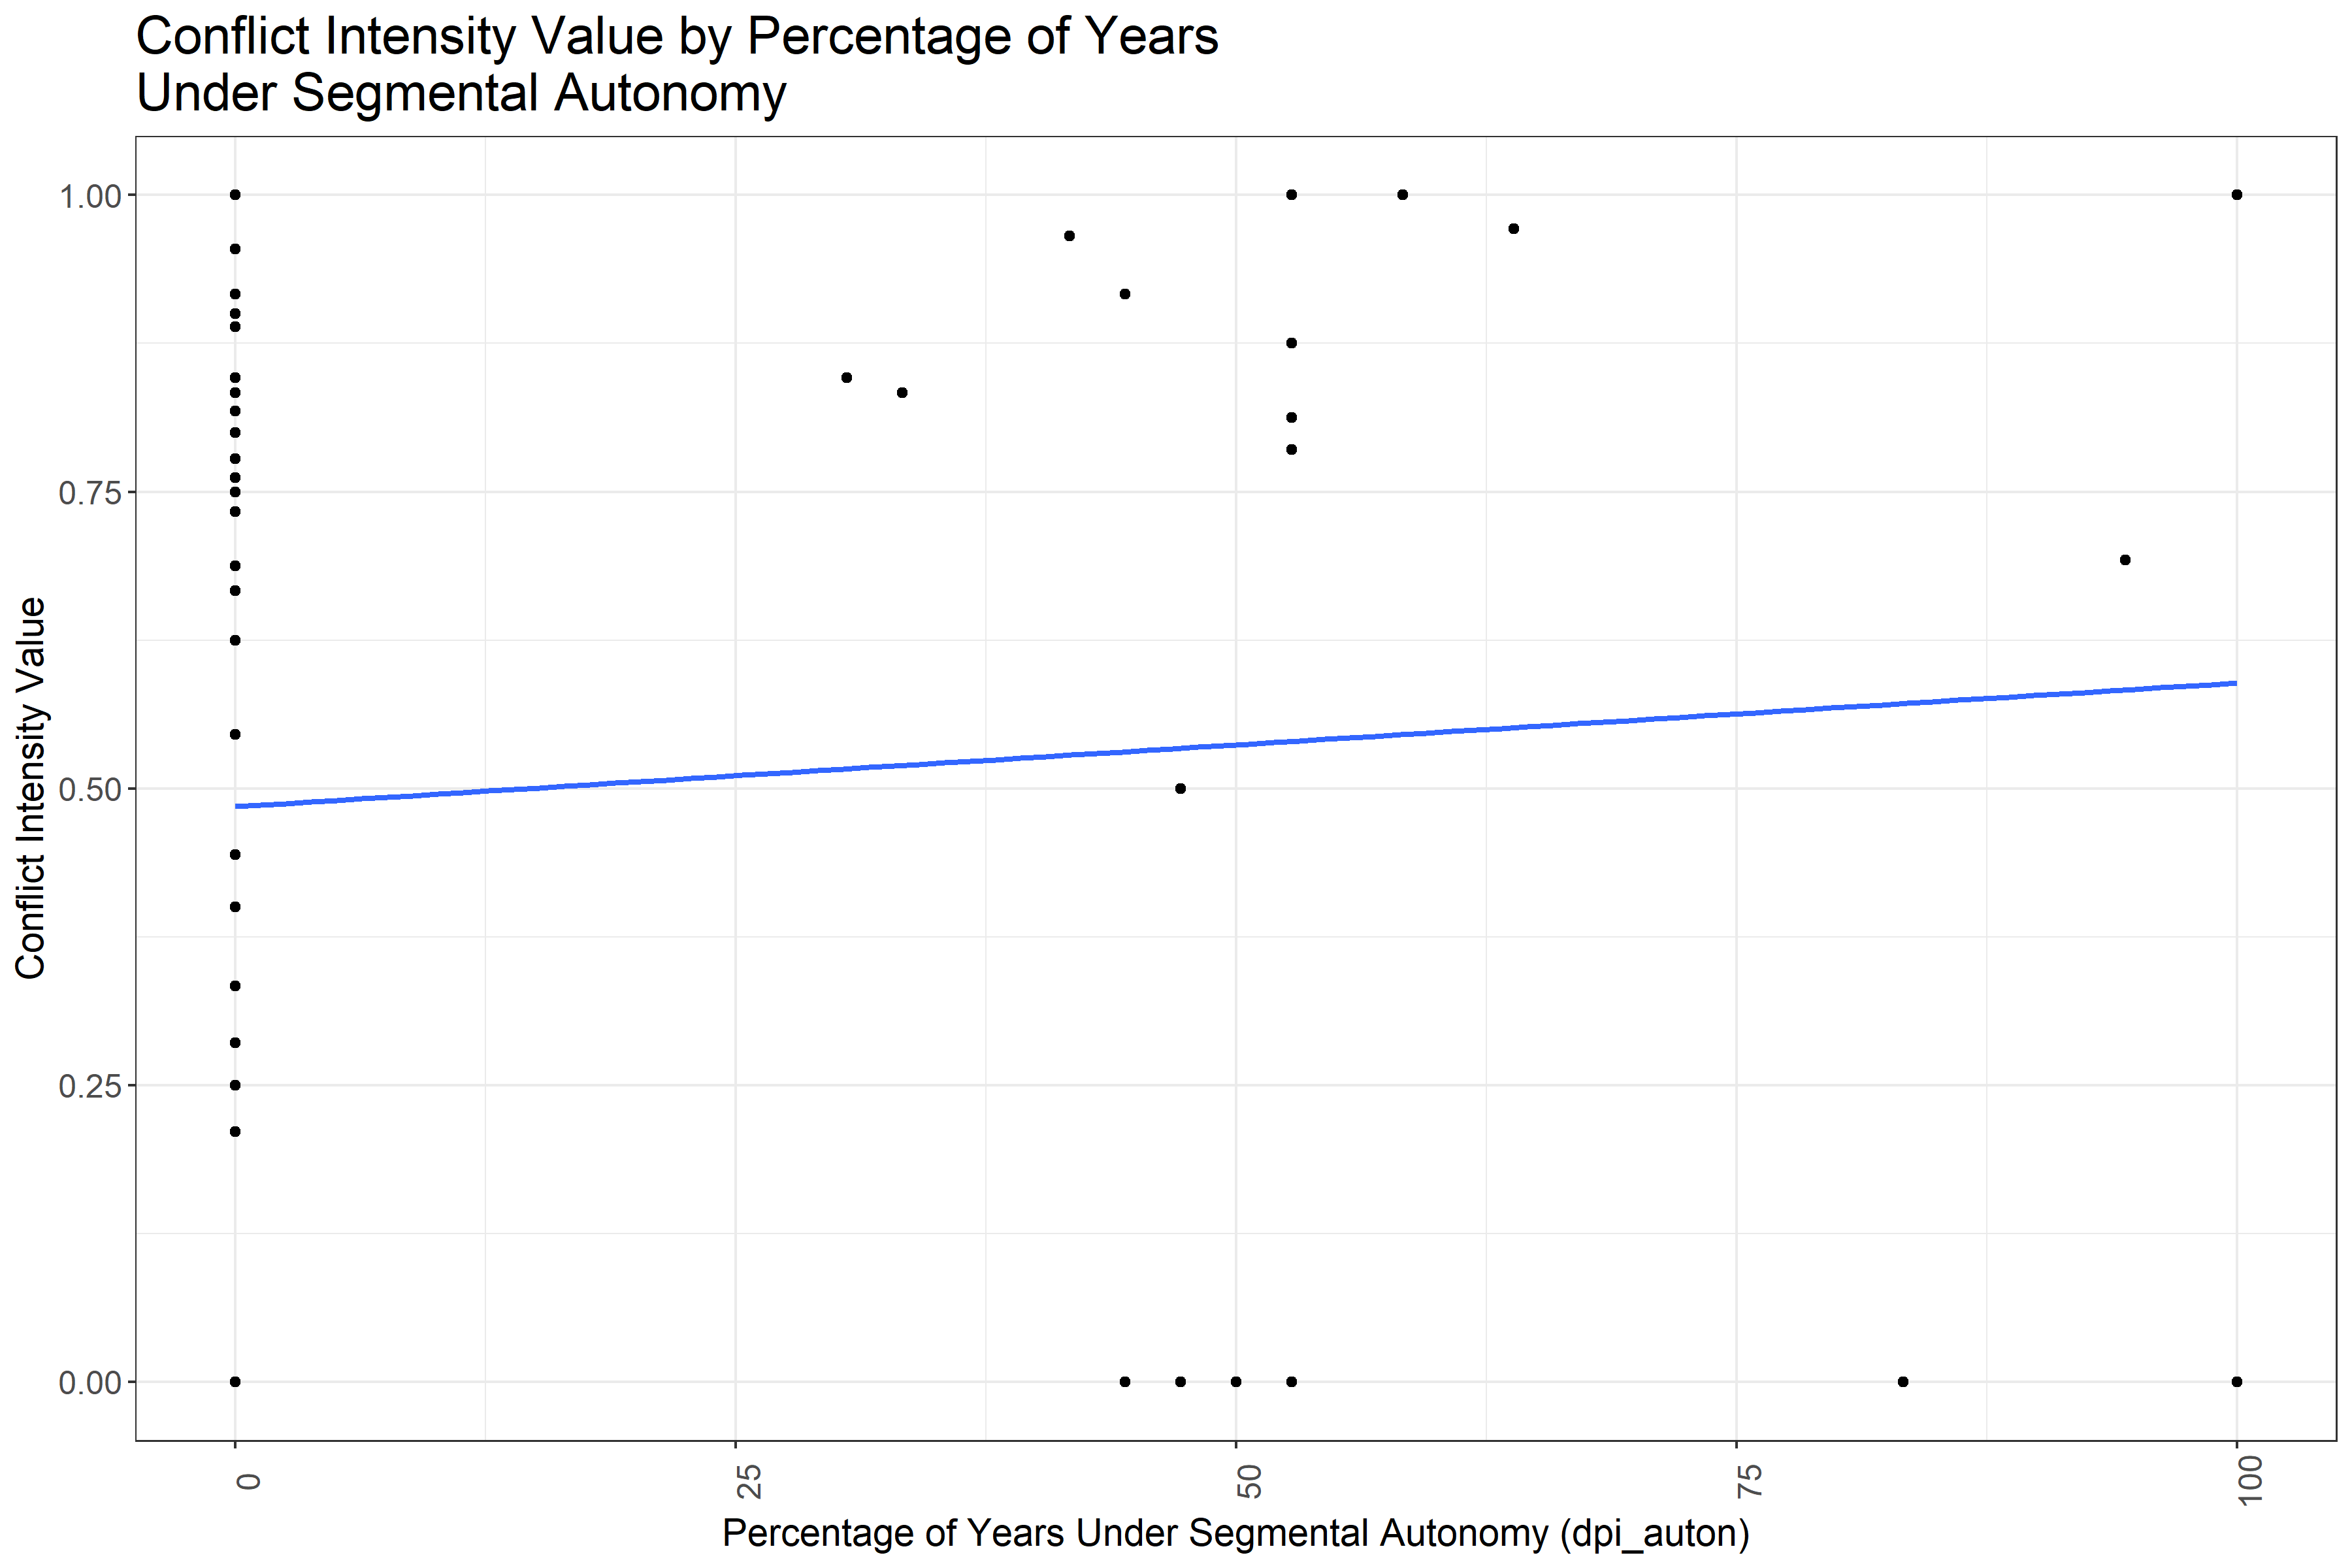 Conflict Intensity Value by Percentage of Years
Under Segmental Autonomy
Conflict Intensity Value
1.00
0.75
0.50
0.25
0.00
0
25
50
75
100
Percentage of Years Under Segmental Autonomy (dpi_auton)